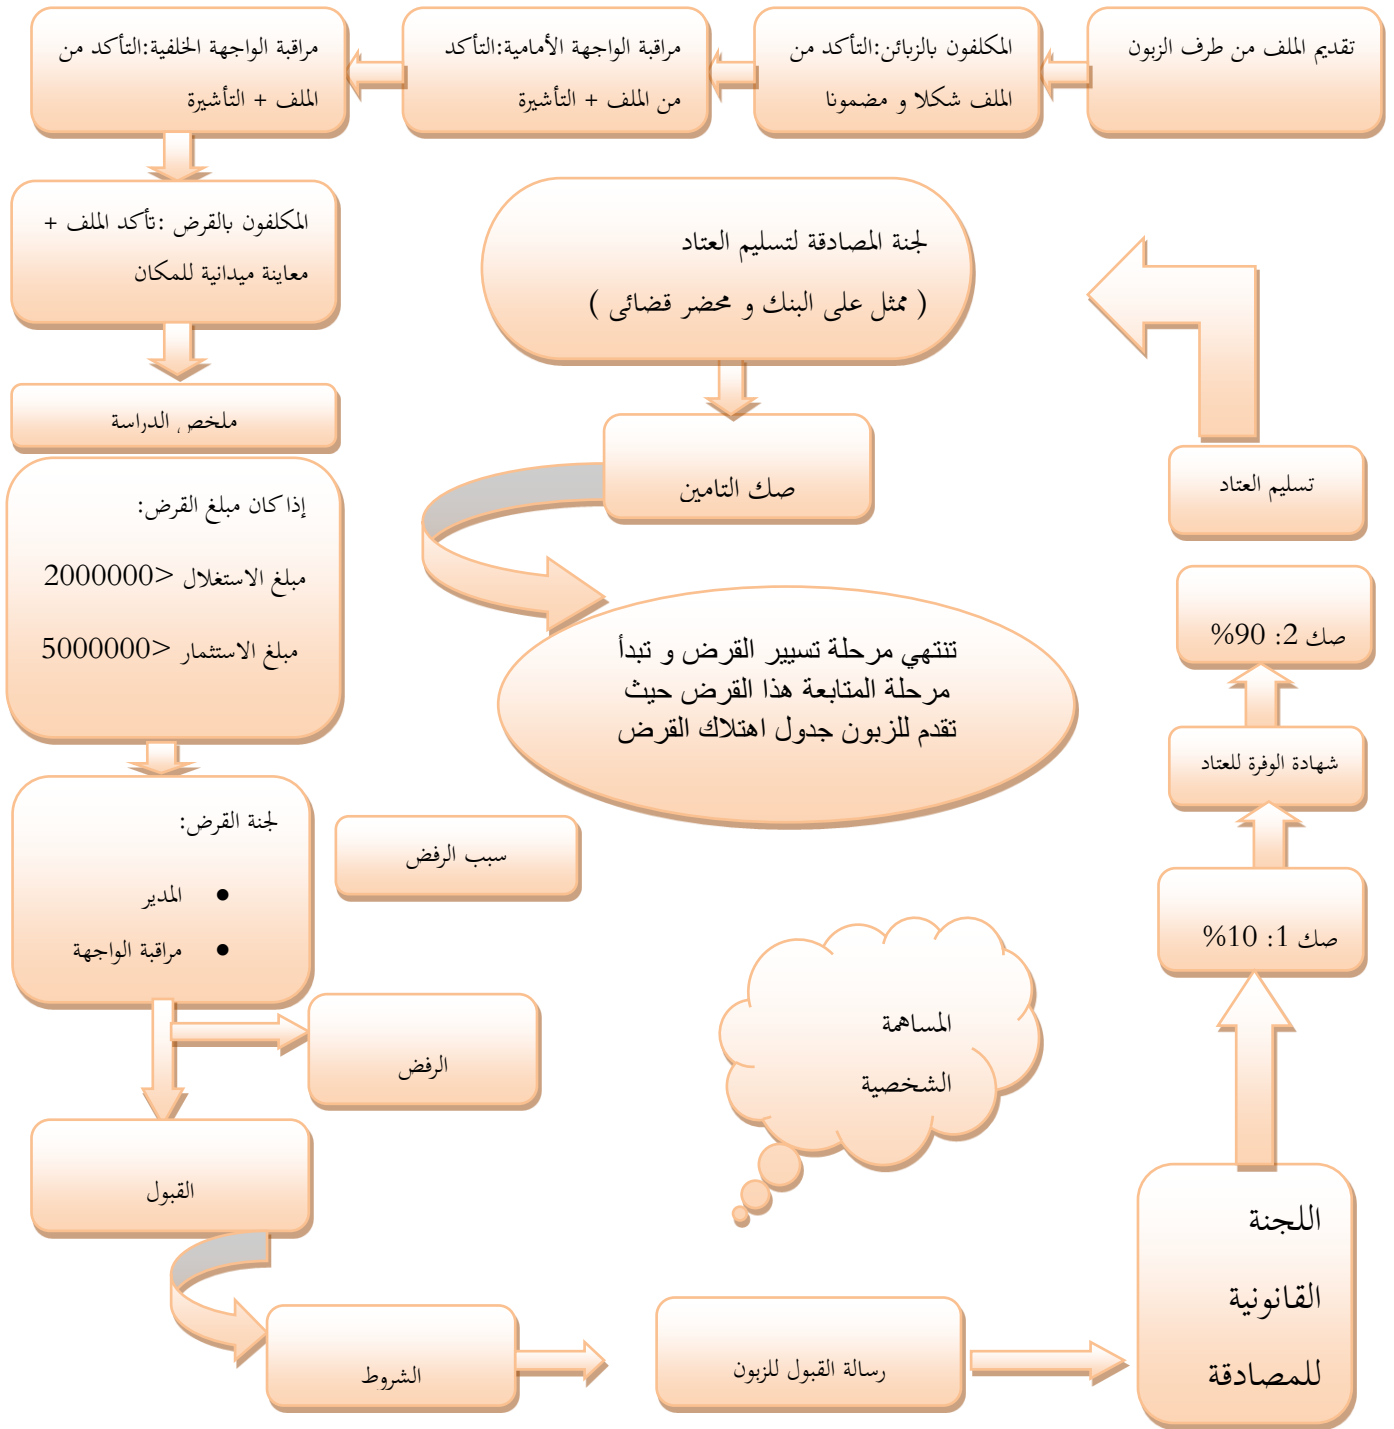 تقديم الملف من طرف الزبون
المكلفون بالزبائن:التأكد من
الملف شكلا و مضمونا
مراقبة الواجهة الأمامية:التأكد
من الملف + التأشيرة
مراقبة الواجهة الخلفية:التأكد من
الملف + التأشيرة
المكلفون بالقرض :تأكد الملف +
معاينة ميدانية للمكان
ملخص الدراسة
إذا كان مبلغ القرض:
مبلغ الاستغلال <2000000
مبلغ الاستثمار <5000000
لجنة القرض:
• المدير
• مراقبة الواجهة
سبب الرفض
الرفض
القبول
الشروط
رسالة القبول للزبون
اللجنة
القانونية
للمصادقة
المساهمة
الشخصية
صك 1: 10%
شهادة الوفرة للعتاد
صك 2: 90%
تسليم العتاد
لجنة المصادقة لتسليم العتاد
( ممثل على البنك و محضر قضائى )
صك التامين
تنتهي مرحلة تسيير القرض و تبدأ
مرحلة المتابعة هذا القرض حيث
تقدم للزبون جدول اهتلاك القرض